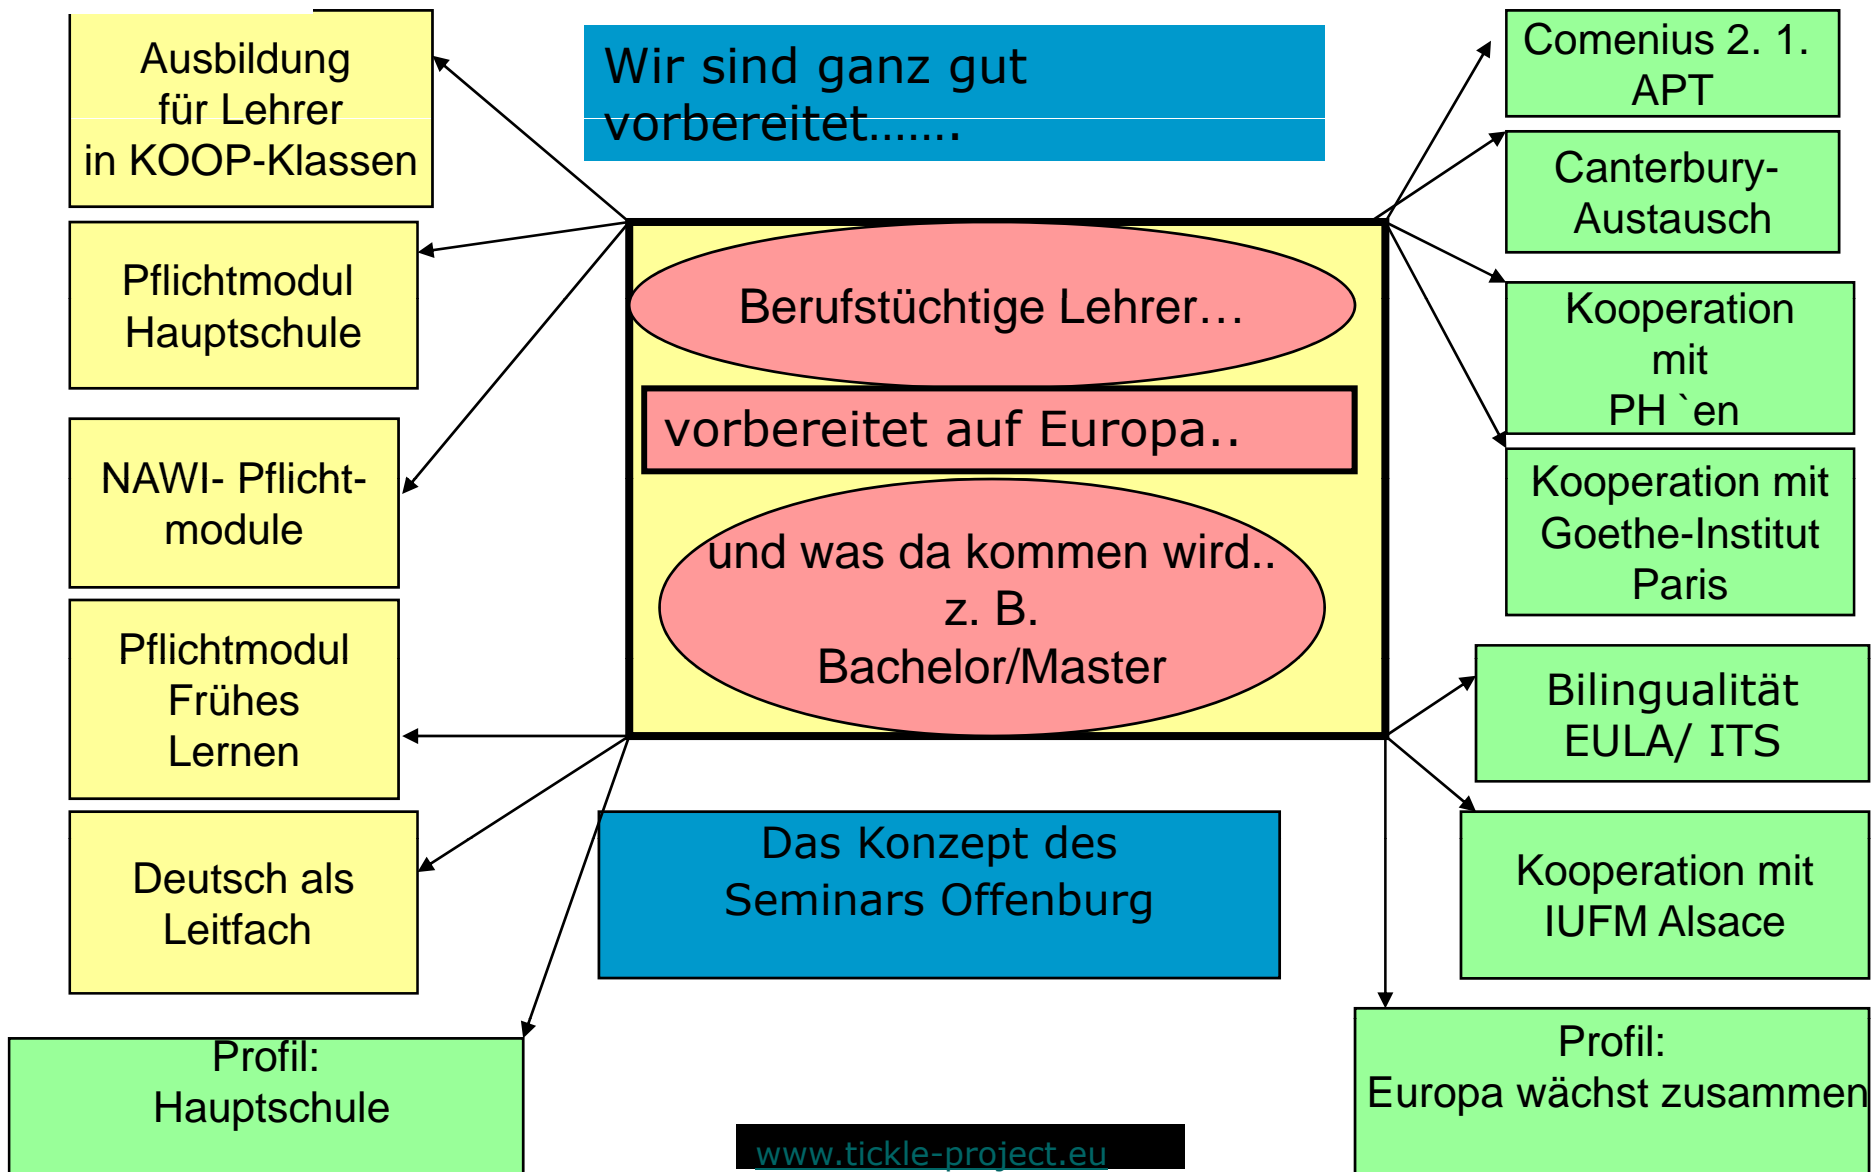 Ausbildung
für Lehrer
in KOOP-Klassen
Wir sind ganz gut
vorbereitet.......
Comenius 2. 1.
APT
Canterbury-
Austausch
Pflichtmodul
Hauptschule
Berufstüchtige Lehrer…
Kooperation
mit
PH `en
vorbereitet auf Europa..
NAWI- Pflicht-
module
Kooperation mit
Goethe-Institut
Paris
und was da kommen wird..
z. B.
Bachelor/Master
Pflichtmodul
Frühes
Lernen
Bilingualität
EULA/ ITS
Deutsch als
Leitfach
Das Konzept des
Seminars Offenburg
Kooperation mit
IUFM Alsace
Profil:
Hauptschule
Profil:
Europa wächst zusammen
www.tickle-project.eu